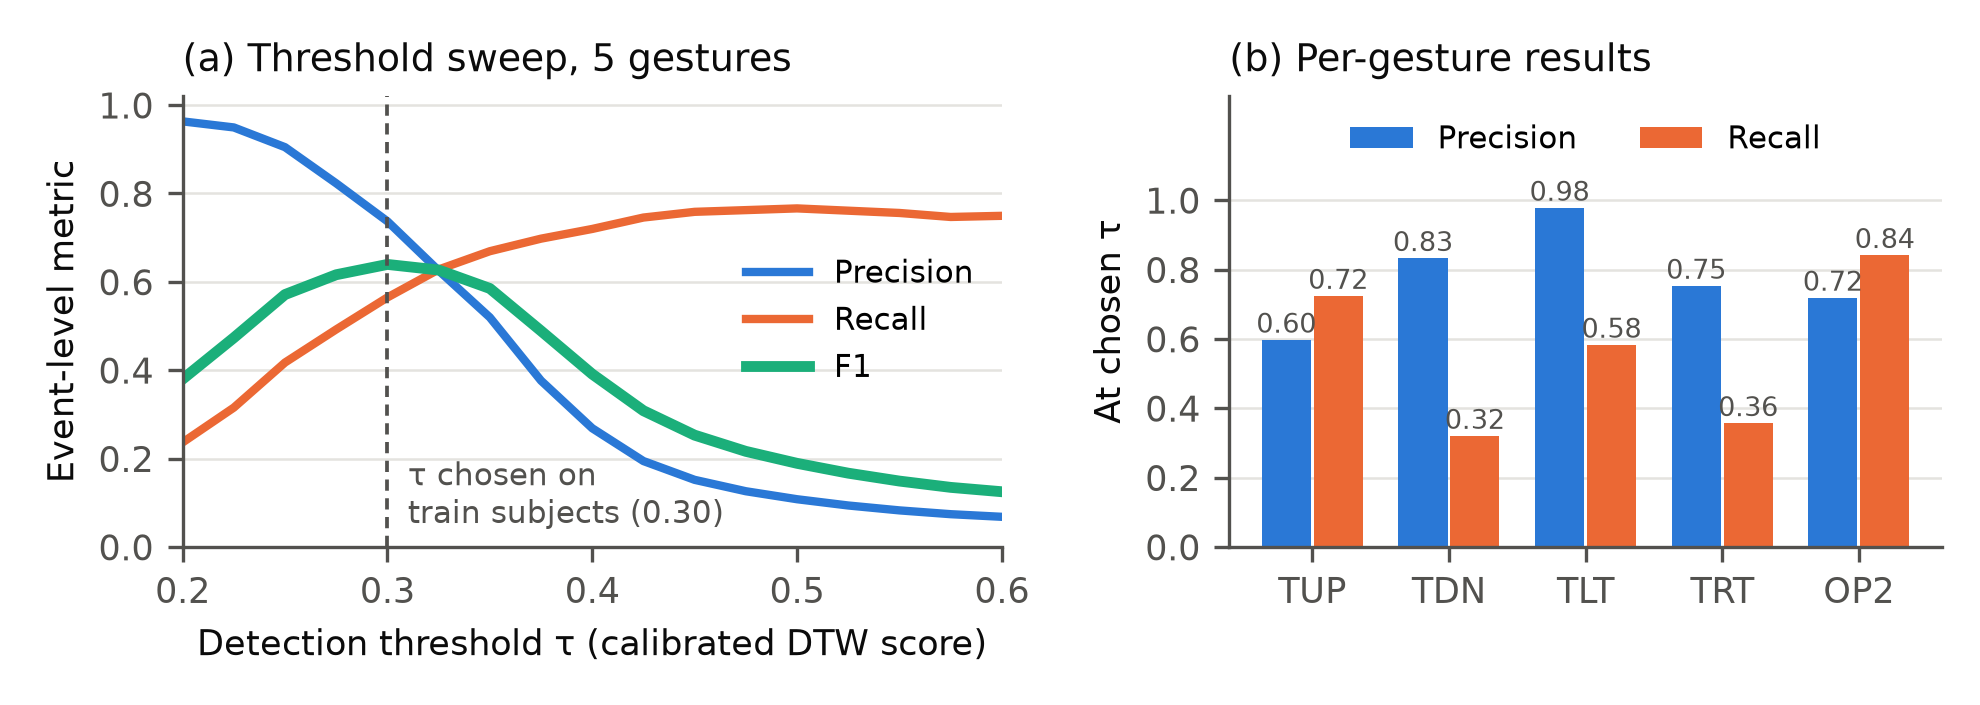 (a) Threshold sweep, 5 gestures
1.0
0.8
0.6
0.4
0.2
0.0
Event-level metric
Precision
Recall
F1
τ chosen on
train subjects (0.30)
0.2 0.3 0.4 0.5 0.6
Detection threshold τ (calibrated DTW score)
(b) Per-gesture results
Precision Recall
1.0
0.8
0.6
0.4
0.2
0.0
At chosen τ
0.60 0.72 0.83 0.32 0.98 0.58 0.75 0.36 0.72 0.84
TUP TDN TLT TRT OP2